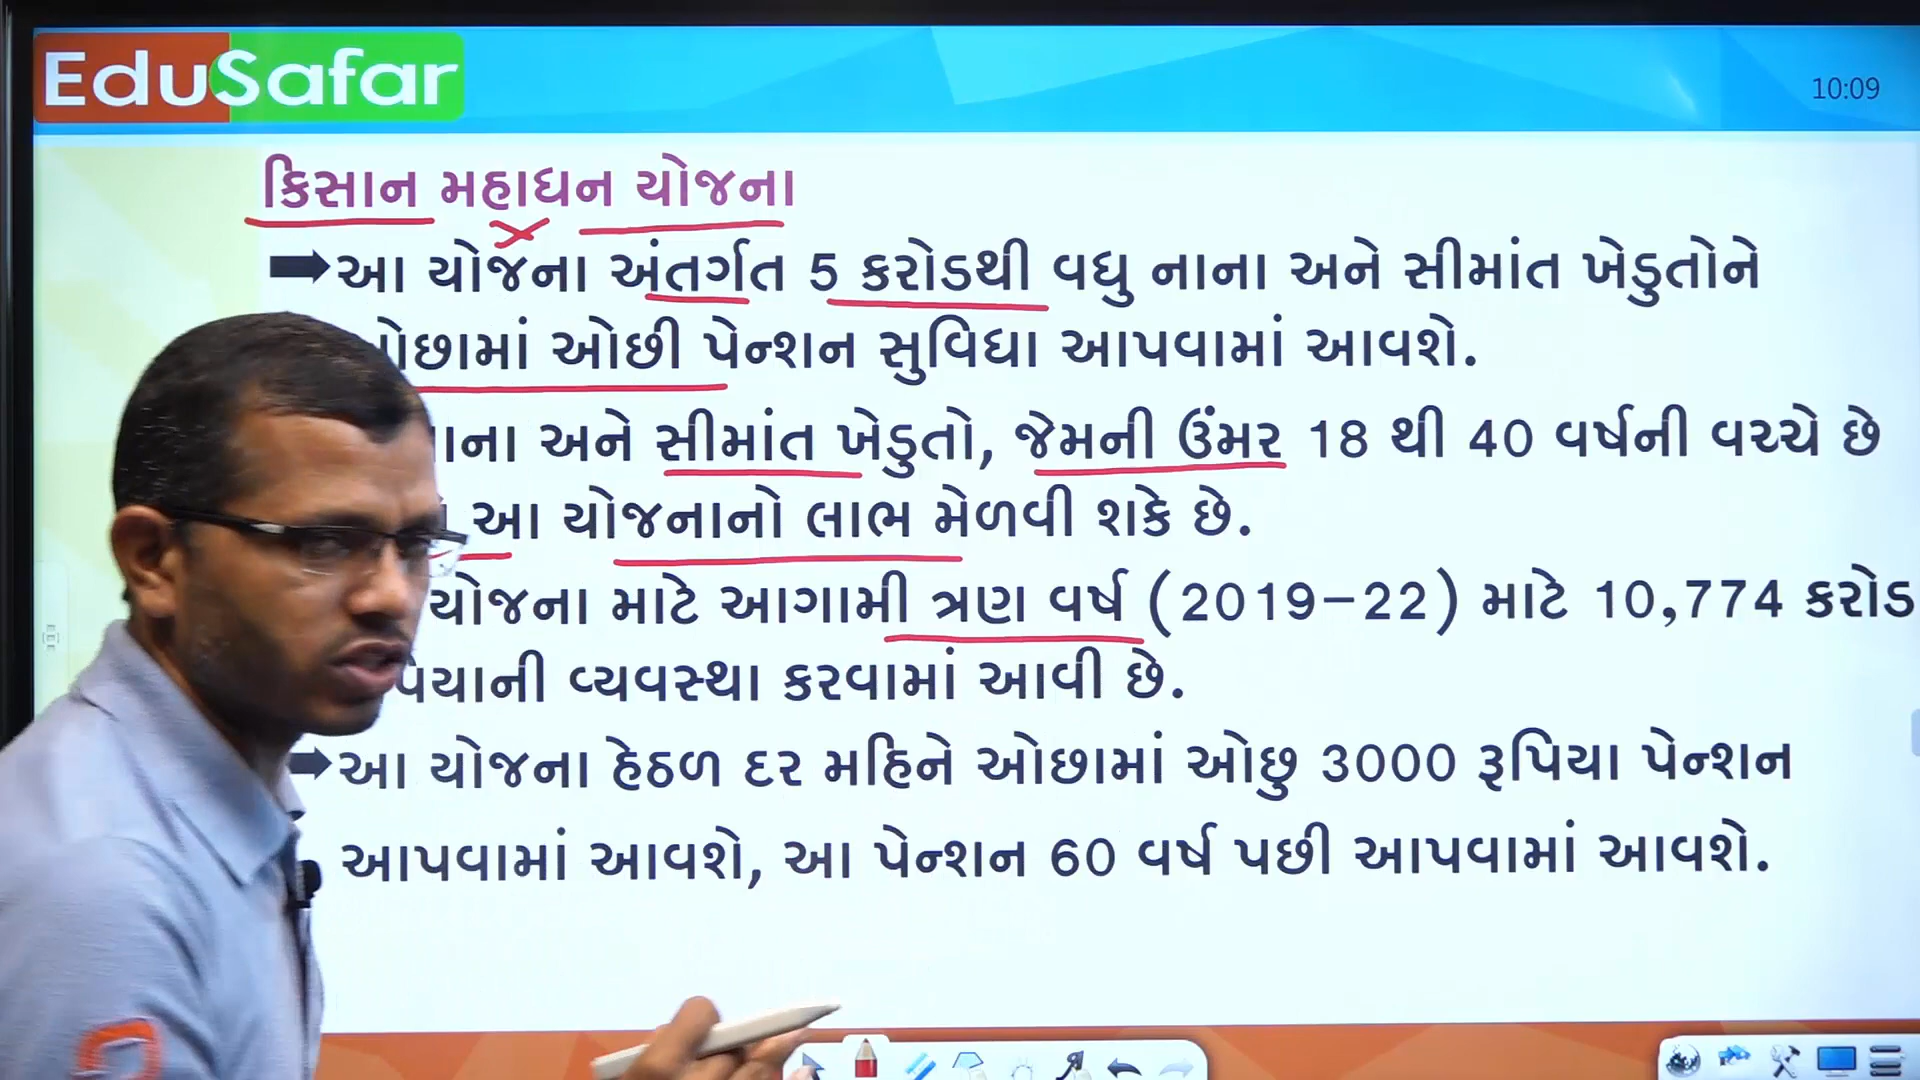 EduSafar
10:09
કિસાન મહાધન યોજના
આ યોજના અંતર્ગત 5 કરોડથી વધુ નાના અને સીમાંત ખેડુતોને
ઓછી પેન્શન સુવિધા આપવામાં આવશે.
અને સીમાંત ખેડુતો, જેમની ઉંમર 18 થી 40 વર્ષની વચ્ચે છે
આ યોજનાનો લાભ મેળવી શકે છે.
યોજના માટે આગામી ત્રણ વર્ષ (2019-22) માટે 10,774 કરોડ
વ્યવસ્થા કરવામાં આવી છે.
આ યોજના હેઠળ દર મહિને ઓછામાં ઓછુ 3000 રૂપિયા પેન્શન
આપવામાં આવશે, આ પેન્શન 60 વર્ષ પછી આપવામાં આવશે.